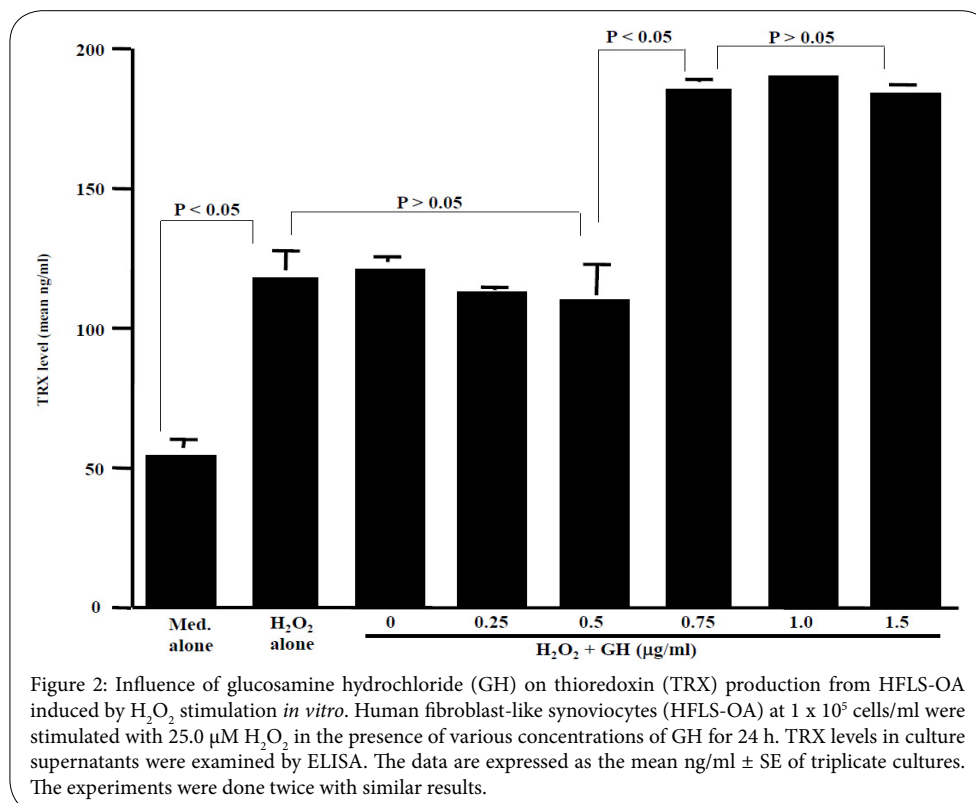 200
P < 0.05
P > 0.05
150
P < 0.05
P > 0.05
TRX level (mean ng/ml)
100
50
0
Med. alone
H₂O₂ alone
0
0.25
0.5
0.75
1.0
1.5
H₂O₂ + GH (μg/ml)
Figure 2: Influence of glucosamine hydrochloride (GH) on thioredoxin (TRX) production from HFLS-OA
induced by H₂O₂ stimulation in vitro. Human fibroblast-like synoviocytes (HFLS-OA) at 1 x 10⁵ cells/ml were
stimulated with 25.0 μM H₂O₂ in the presence of various concentrations of GH for 24 h. TRX levels in culture
supernatants were examined by ELISA. The data are expressed as the mean ng/ml ± SE of triplicate cultures.
The experiments were done twice with similar results.